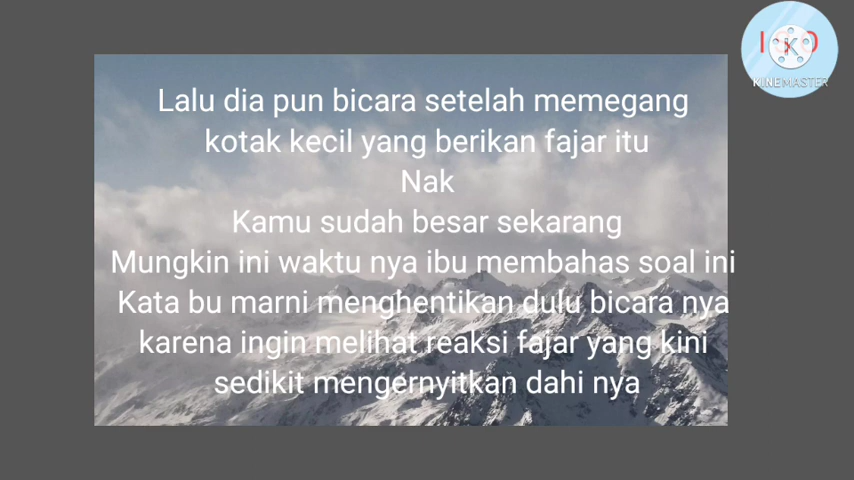 Lalu dia pun bicara setelah memegang
kotak kecil yang berikan fajar itu
Nak
Kamu sudah besar sekarang
Mungkin ini waktu nya ibu membahas soal ini
Kata bu marni menghentikan dulu bicara nya
karena ingin melihat reaksi fajar yang kini
sedikit mengernyitkan dahi nya
K
KINEMASTER